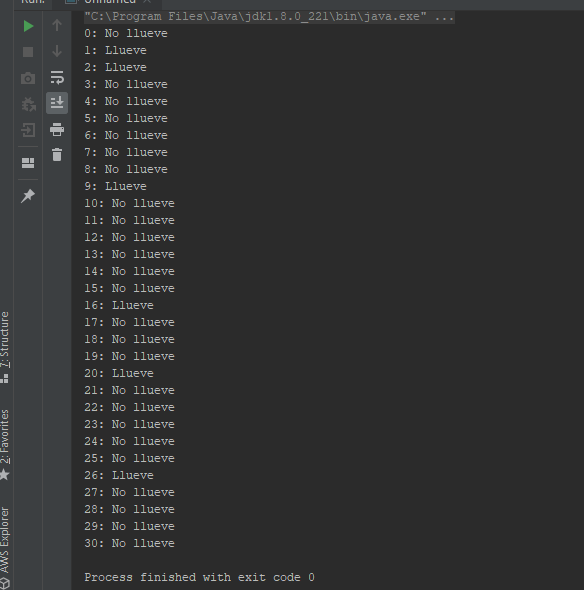 Run:
Unnamed
"C:\Program Files\Java\jdk1.8.0_221\bin\java.exe" ...
0: No llueve
1: Llueve
2: Llueve
3: No llueve
4: No llueve
5: No llueve
6: No llueve
7: No llueve
8: No llueve
9: Llueve
10: No llueve
11: No llueve
12: No llueve
13: No llueve
14: No llueve
15: No llueve
16: Llueve
17: No llueve
18: No llueve
19: No llueve
20: Llueve
21: No llueve
22: No llueve
23: No llueve
24: No llueve
25: No llueve
26: Llueve
27: No llueve
28: No llueve
29: No llueve
30: No llueve
Process finished with exit code 0
7: Structure
2: Favorites
AWS Explorer